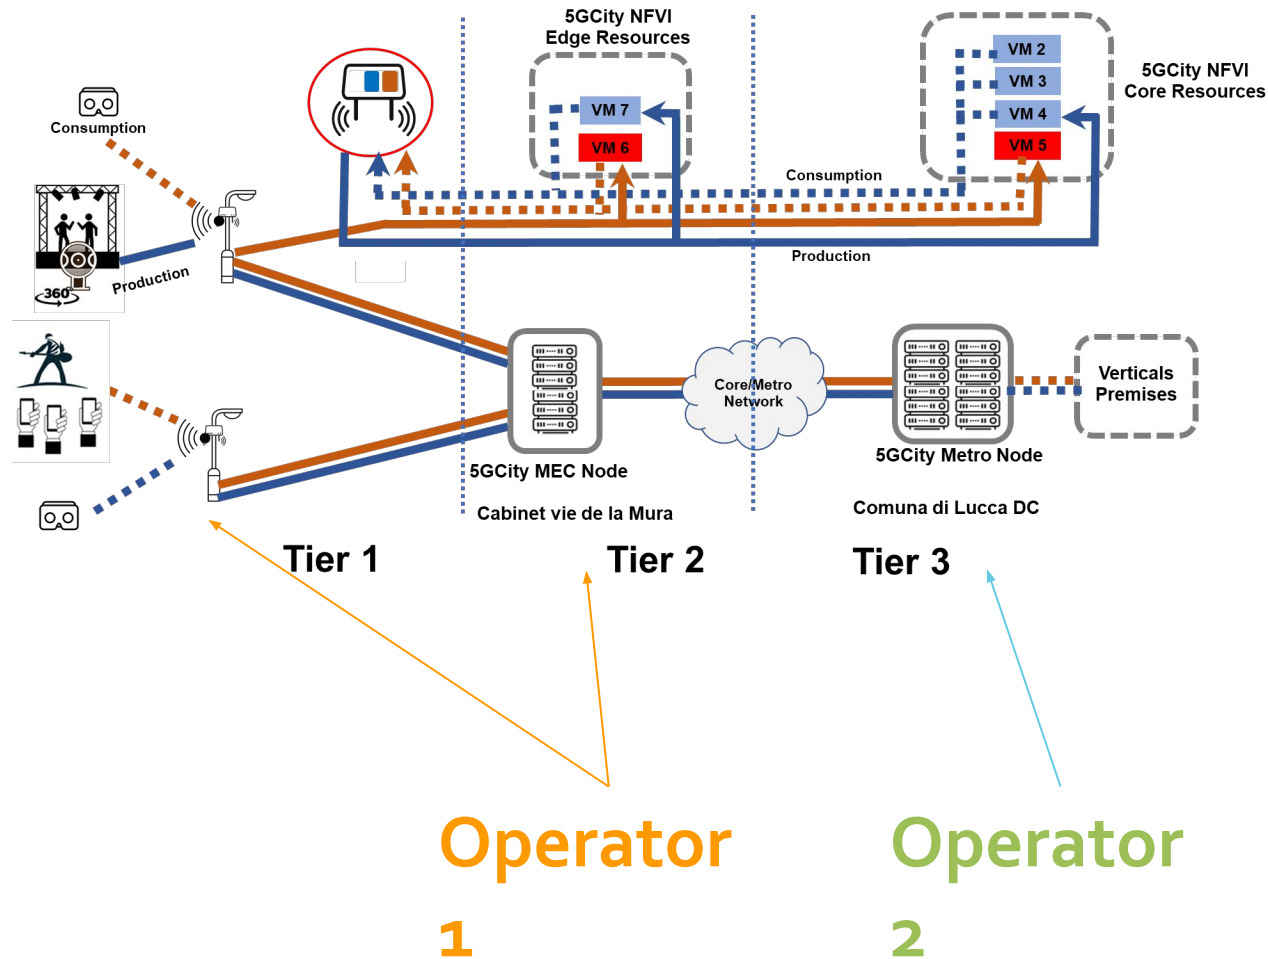 5GCity NFVI
Edge Resources
VM 7
VM 6
VM 2
VM 3
VM 4
VM 5
5GCity NFVI
Core Resources
Consumption
Consumption
Production
Production
360°
Core/Metro
Network
Verticals
Premises
5GCity MEC Node
5GCity Metro Node
Cabinet vie de la Mura
Comuna di Lucca DC
Tier 1
Tier 2
Tier 3
Operator
1
Operator
2